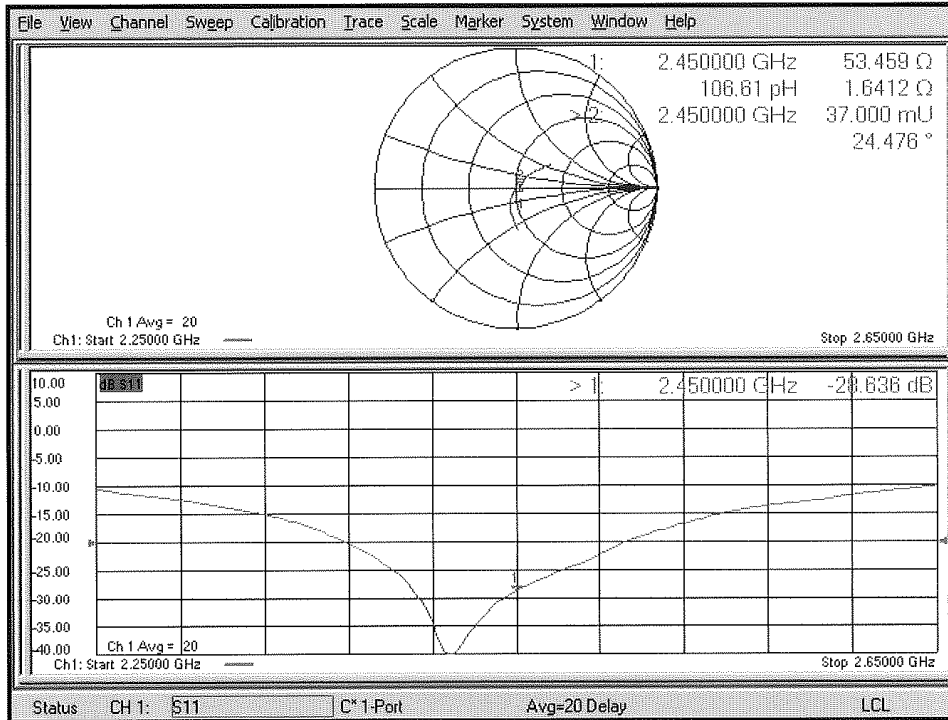 File View Channel Sweep Calibration Trace Scale Marker System Window Help
1: 2.450000 GHz 53.459 Ω
106.61 pH 1.6412 Ω
> 2: 2.450000 GHz 37.000 mU
24.476 °
Ch 1 Avg = 20
Ch1: Start 2.25000 GHz
Stop 2.65000 GHz
10.00 dB S11 > 1: 2.450000 GHz -28.636 dB
5.00
0.00
-5.00
-10.00
-15.00
-20.00
-25.00
1
-30.00
-35.00
-40.00
Ch 1 Avg = 20
Ch1: Start 2.25000 GHz
Stop 2.65000 GHz
Status CH 1: S11 C* 1-Port Avg=20 Delay LCL